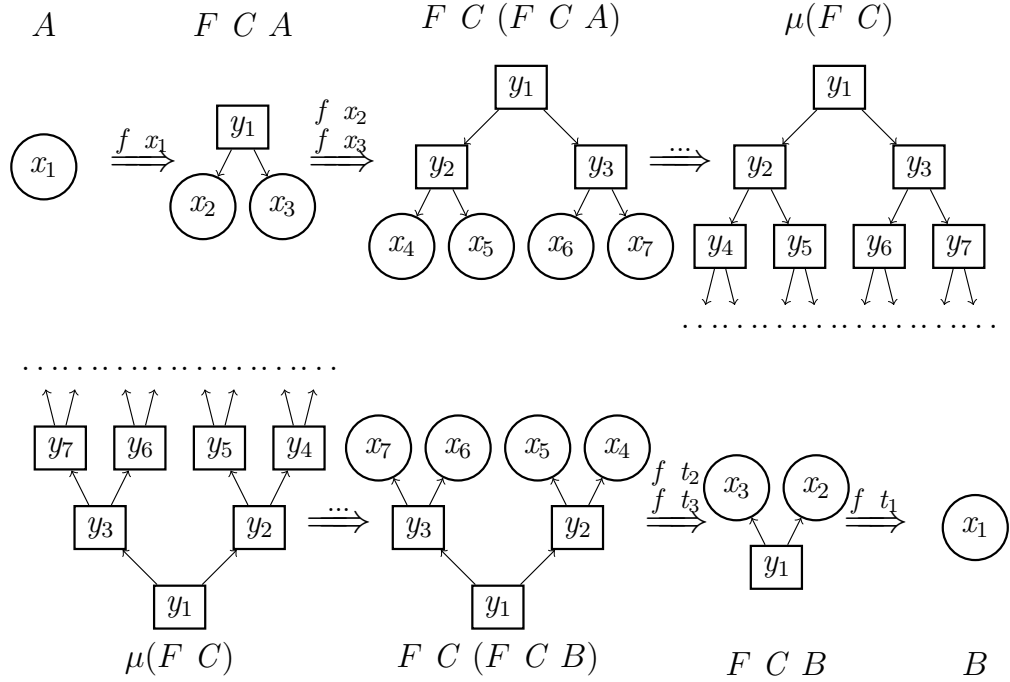 A F C A F C (F C A) μ(F C)
x₁
f x₁
y₁
x₂ x₃
f x₂
f x₃
y₁
y₂ y₃
x₄ x₅ x₆ x₇
...
y₁
y₂ y₃
y₄ y₅ y₆ y₇
........................
........................
y₇ y₆ y₅ y₄
y₃ y₂
y₁
...
x₇ x₆ x₅ x₄
y₃ y₂
y₁
f t₂
f t₃
x₃ x₂
y₁
f t₁
x₁
μ(F C) F C (F C B) F C B B